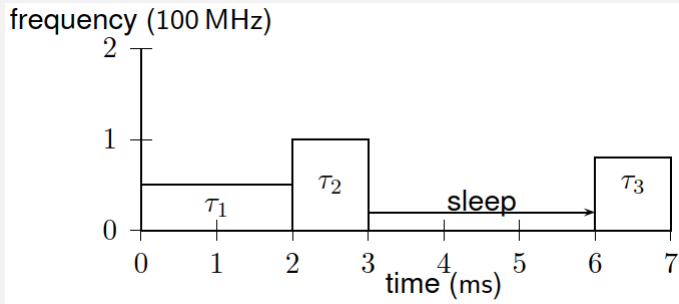 frequency (100 MHz)
2
1
τ2
τ3
τ1
sleep
0
0 1 2 3 4 5 6 7
time (ms)